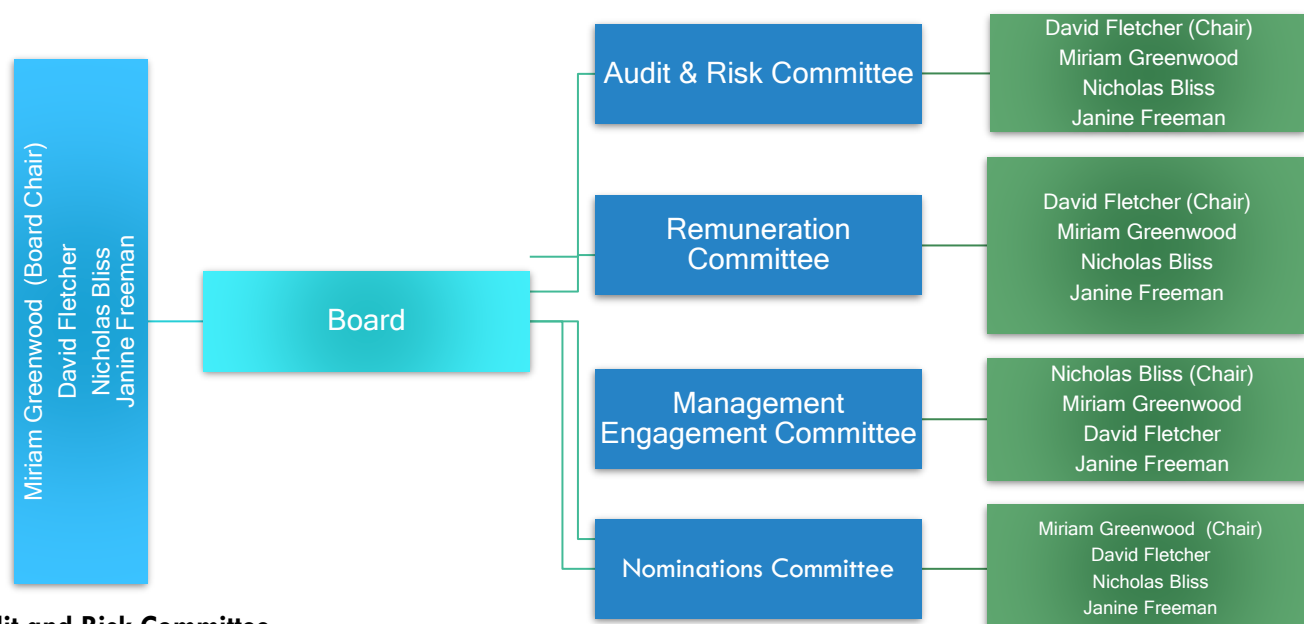 Miriam Greenwood (Board Chair)
David Fletcher
Nicholas Bliss
Janine Freeman
Board
Audit & Risk Committee
David Fletcher (Chair)
Miriam Greenwood
Nicholas Bliss
Janine Freeman
Remuneration
Committee
David Fletcher (Chair)
Miriam Greenwood
Nicholas Bliss
Janine Freeman
Management
Engagement Committee
Nicholas Bliss (Chair)
Miriam Greenwood
David Fletcher
Janine Freeman
Nominations Committee
Miriam Greenwood (Chair)
David Fletcher
Nicholas Bliss
Janine Freeman
and Risk Committee